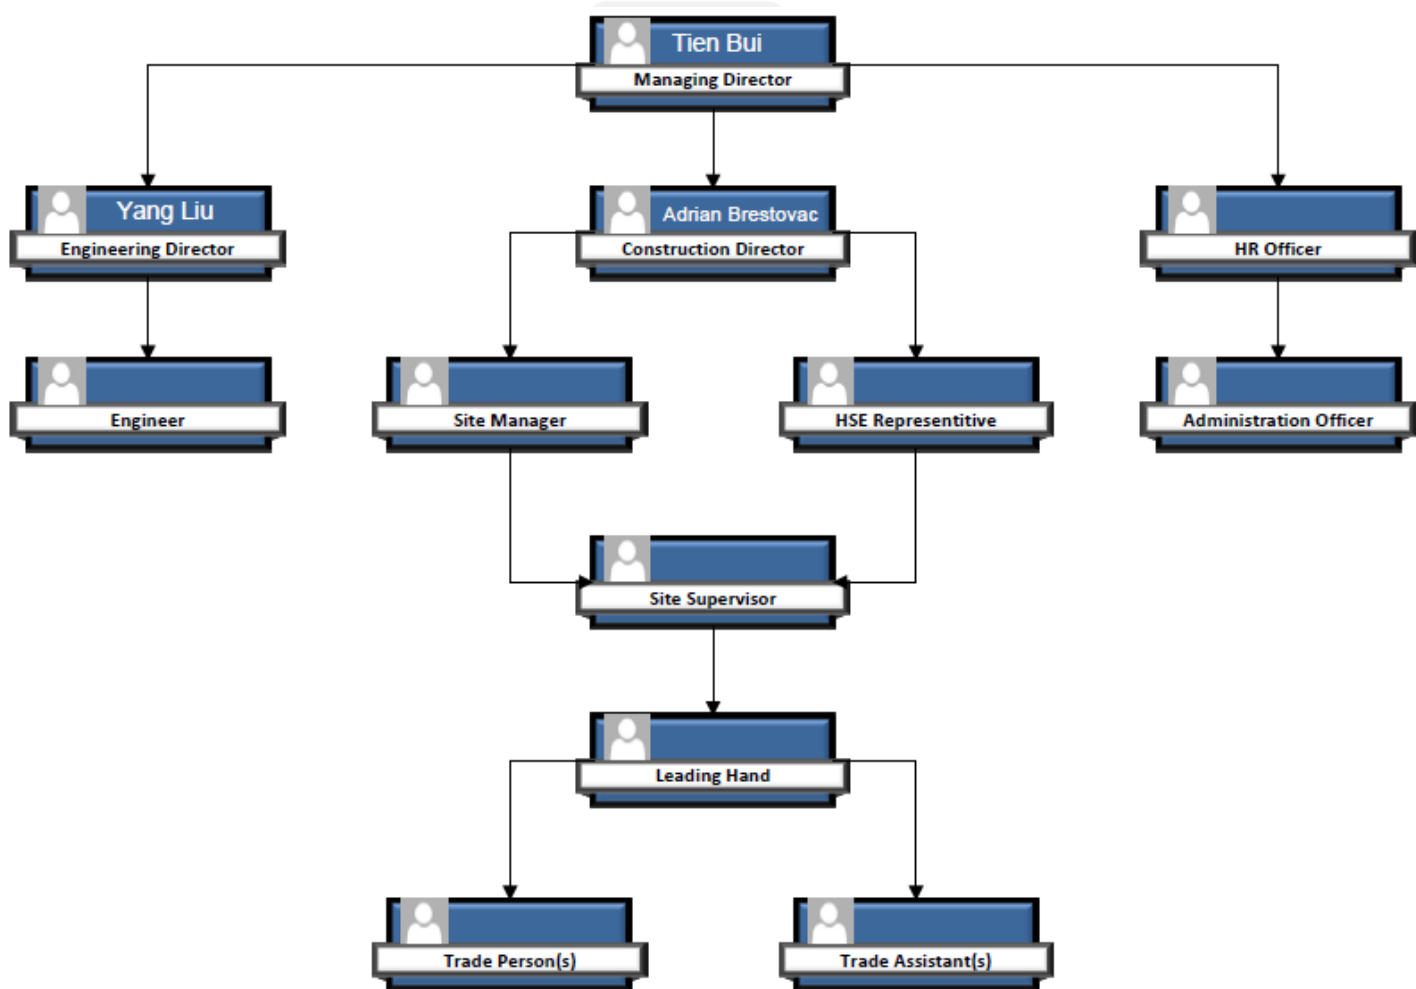 Tien Bui
Managing Director
Yang Liu
Engineering Director
Adrian Brestovac
Construction Director
HR Officer
Engineer
Site Manager
HSE Representitive
Administration Officer
Site Supervisor
Leading Hand
Trade Person(s)
Trade Assistant(s)